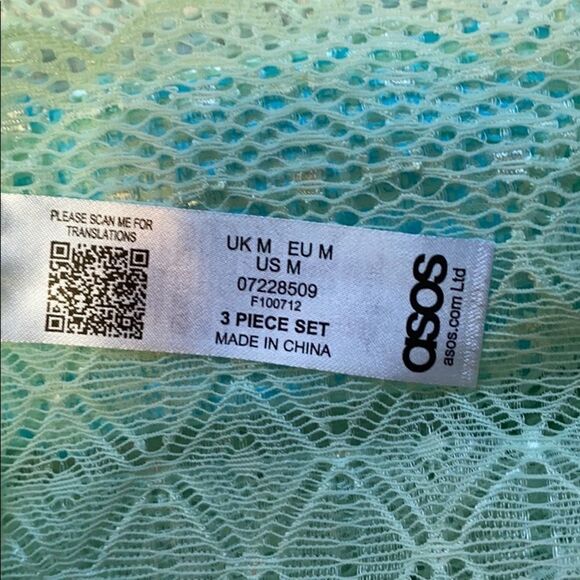 PLEASE SCAN ME FOR
TRANSLATIONS
UK M EU M
US M
07228509
F100712
3 PIECE SET
MADE IN CHINA
asos
asos.com Ltd